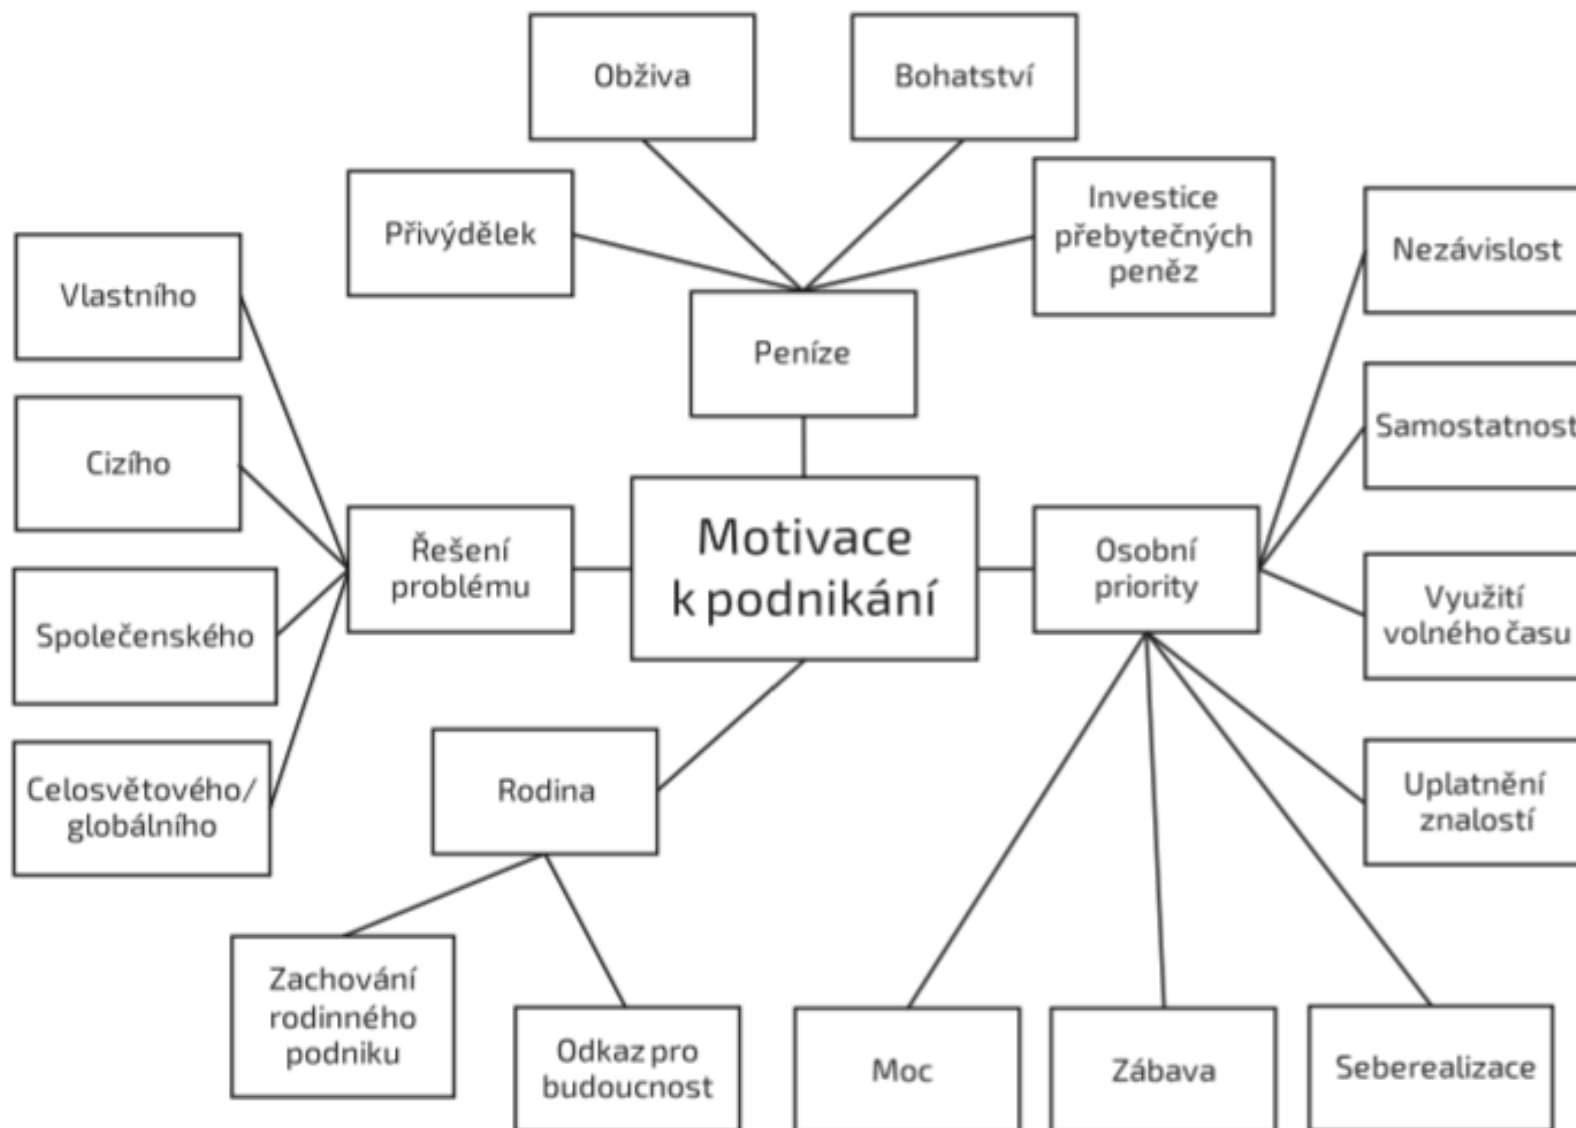 Obživa
Bohatství
Přivýdělek
Investice
přebytečných
peněz
Nezávislost
Vlastního
Peníze
Samostatnost
Cizího
Motivace
k podnikání
Řešení
problému
Osobní
priority
Využití
volného času
Společenského
Rodina
Celosvětového/
globálního
Uplatnění
znalostí
Zachování
rodinného
podniku
Odkaz pro
budoucnost
Moc
Zábava
Seberealizace